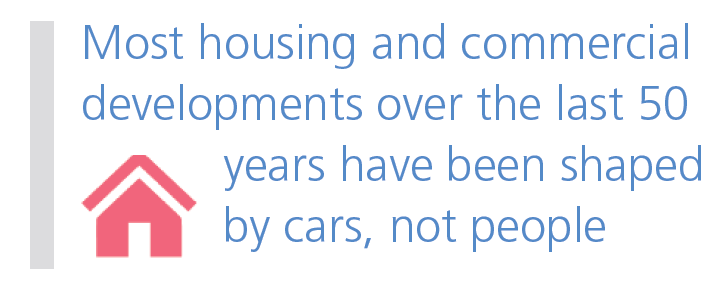 Most housing and commercial
developments over the last 50
years have been shaped
by cars, not people